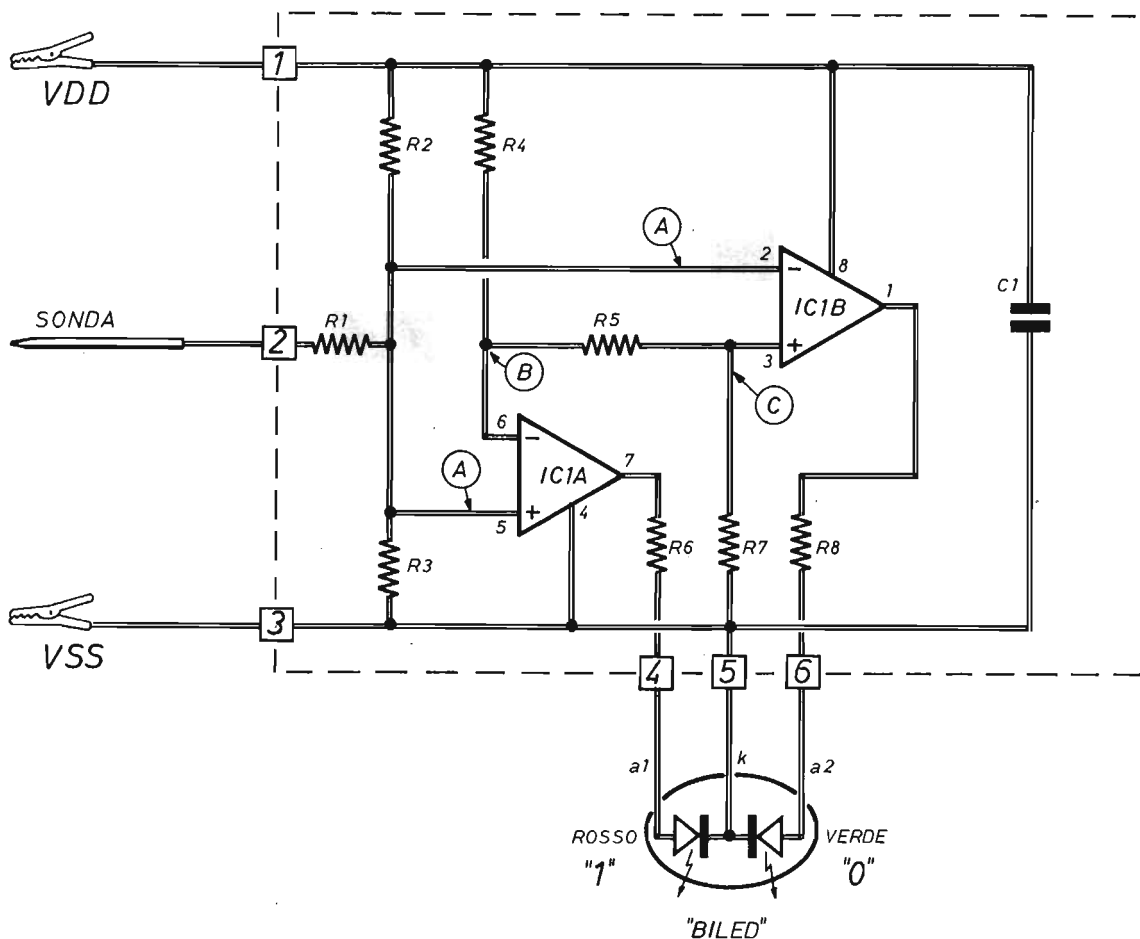 1
VDD
R2
R4
A
2
8
IC1B
1
C1
SONDA
2
R1
R5
3
B
C
6
A
IC1A
7
5
4
R3
R6
R7
R8
3
VSS
4
5
6
a1
k
a2
ROSSO
VERDE
"1"
"0"
"BILED"